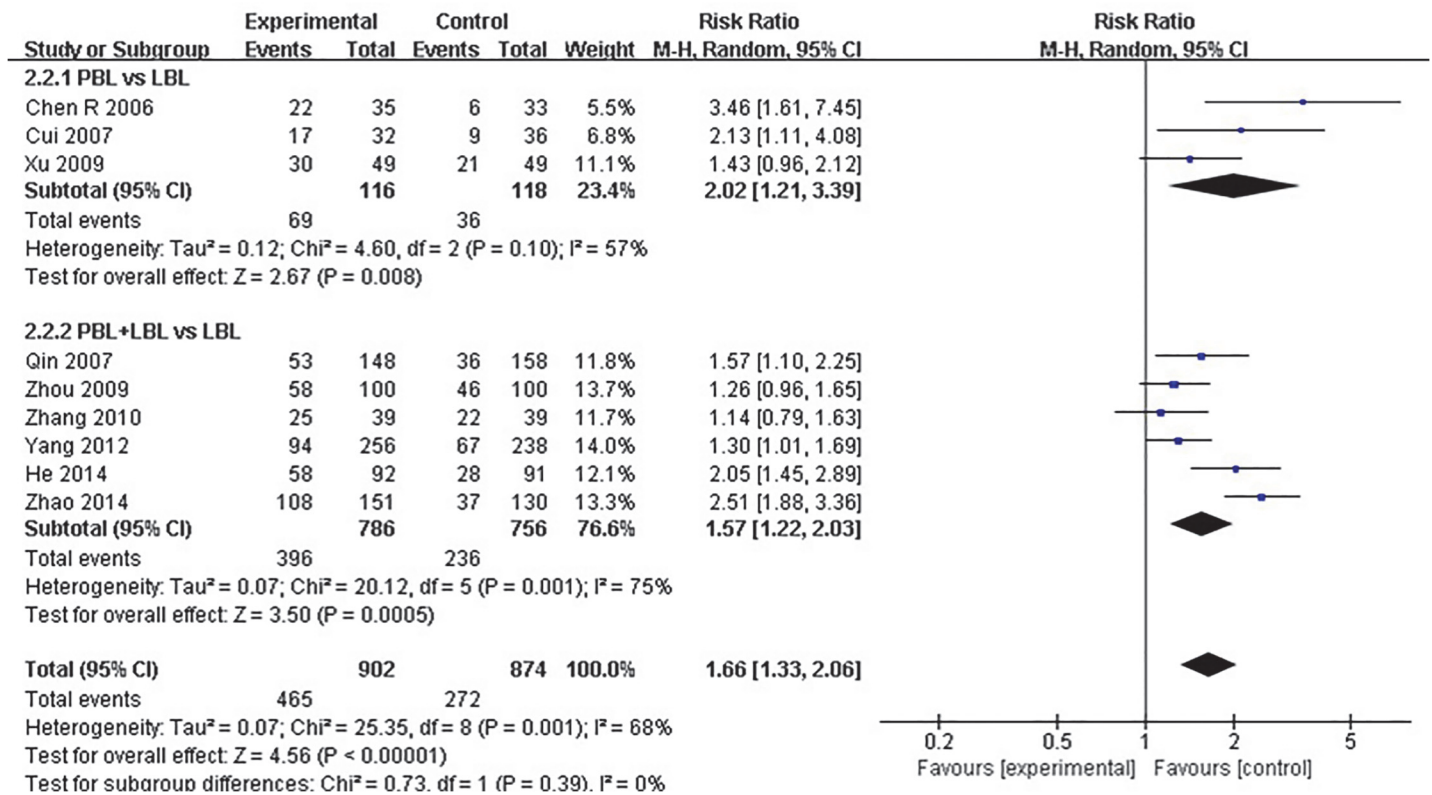 Experimental Control Risk Ratio Risk Ratio
Study or Subgroup Events Total Events Total Weight M-H, Random, 95% CI M-H, Random, 95% CI
2.2.1 PBL vs LBL
Chen R 2006 22 35 6 33 5.5% 3.46 [1.61, 7.45]
Cui 2007 17 32 9 36 6.8% 2.13 [1.11, 4.08]
Xu 2009 30 49 21 49 11.1% 1.43 [0.96, 2.12]
Subtotal (95% CI) 116 118 23.4% 2.02 [1.21, 3.39]
Total events 69 36
Heterogeneity: Tau² = 0.12; Chi² = 4.60, df = 2 (P = 0.10); I² = 57%
Test for overall effect: Z = 2.67 (P = 0.008)
2.2.2 PBL+LBL vs LBL
Qin 2007 53 148 36 158 11.8% 1.57 [1.10, 2.25]
Zhou 2009 58 100 46 100 13.7% 1.26 [0.96, 1.65]
Zhang 2010 25 39 22 39 11.7% 1.14 [0.79, 1.63]
Yang 2012 94 256 67 238 14.0% 1.30 [1.01, 1.69]
He 2014 58 92 28 91 12.1% 2.05 [1.45, 2.89]
Zhao 2014 108 151 37 130 13.3% 2.51 [1.88, 3.36]
Subtotal (95% CI) 786 756 76.6% 1.57 [1.22, 2.03]
Total events 396 236
Heterogeneity: Tau² = 0.07; Chi² = 20.12, df = 5 (P = 0.001); I² = 75%
Test for overall effect: Z = 3.50 (P = 0.0005)
Total (95% CI) 902 874 100.0% 1.66 [1.33, 2.06]
Total events 465 272
Heterogeneity: Tau² = 0.07; Chi² = 25.35, df = 8 (P = 0.001); I² = 68%
Test for overall effect: Z = 4.56 (P < 0.00001)
Test for subgroup differences: Chi² = 0.73, df = 1 (P = 0.39), I² = 0%
0.2 0.5 1 2 5
Favours [experimental] Favours [control]